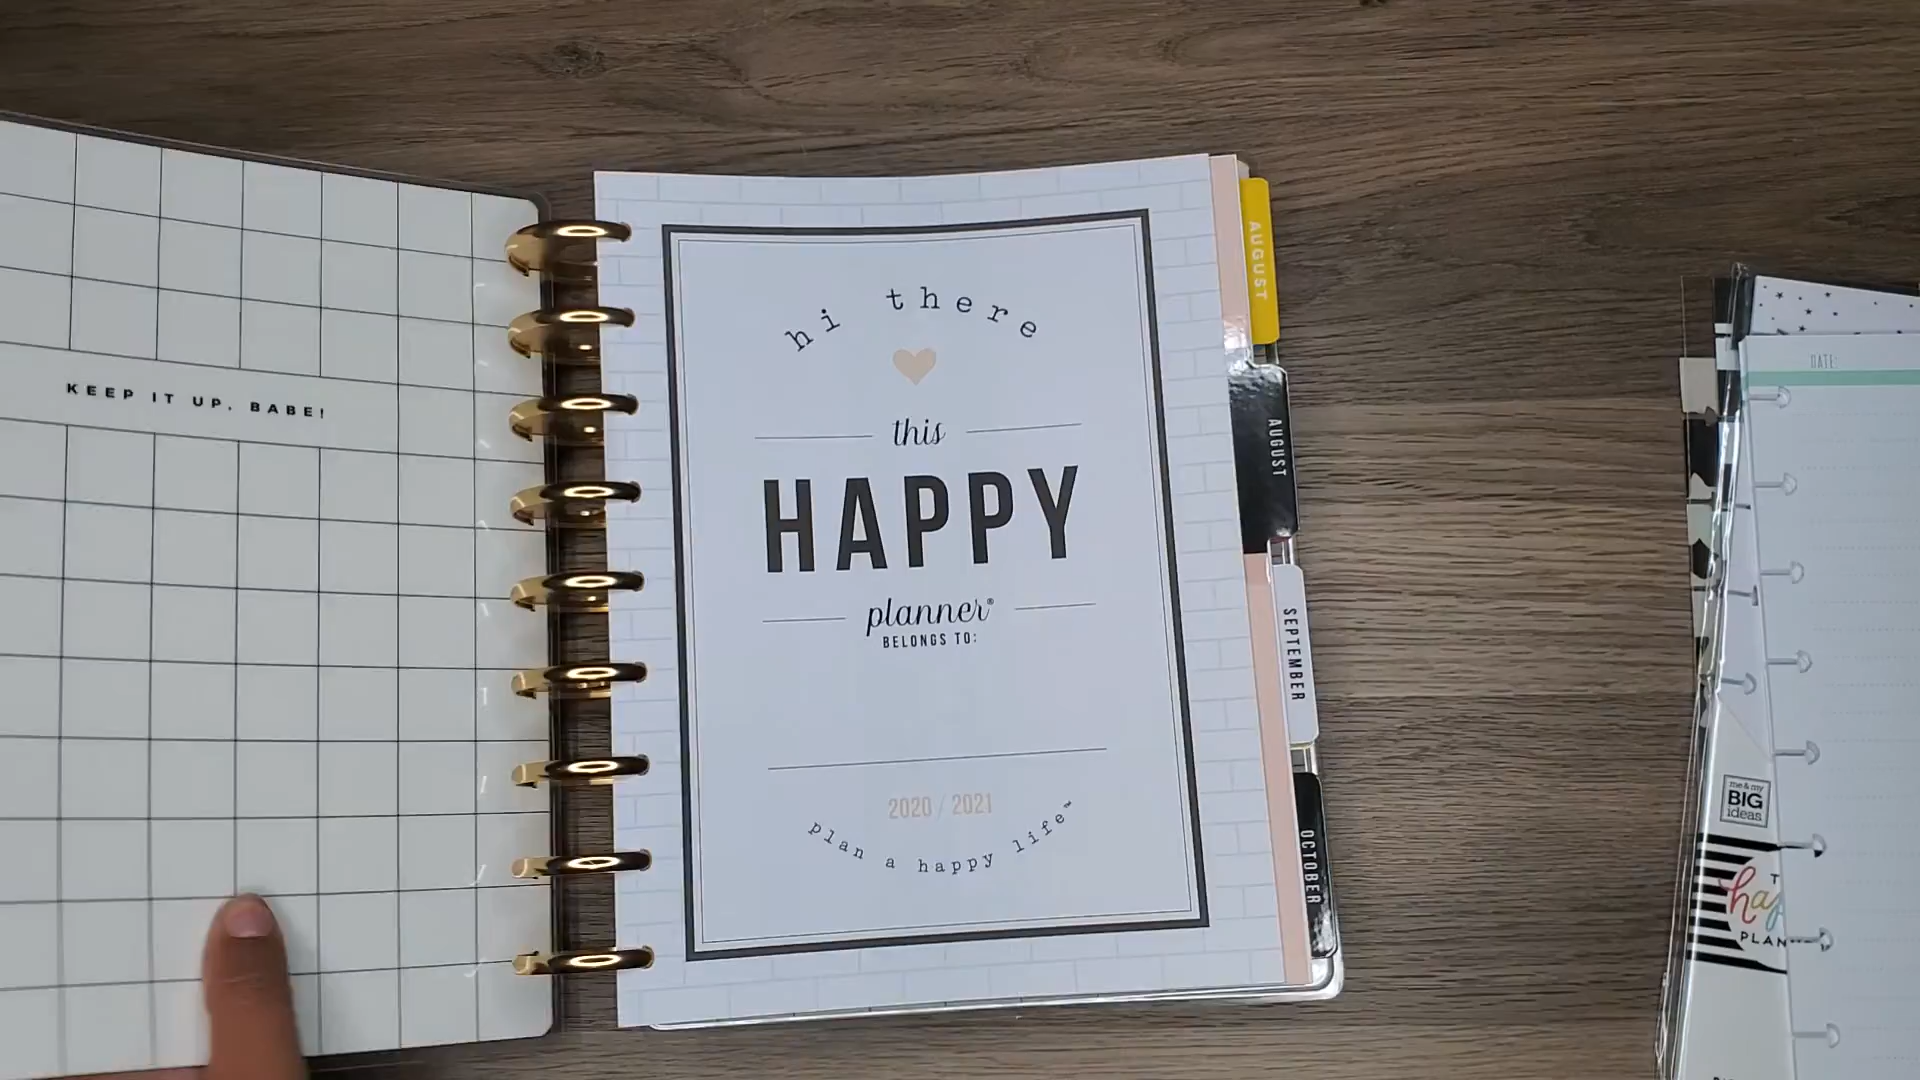 KEEP IT UP, BABE!
hi there
this
HAPPY
planner®
BELONGS TO:
2020 / 2021
plan a happy life™
AUGUST
AUGUST
SEPTEMBER
OCTOBER
DATE:
me & my
BIG
ideas
PLAN